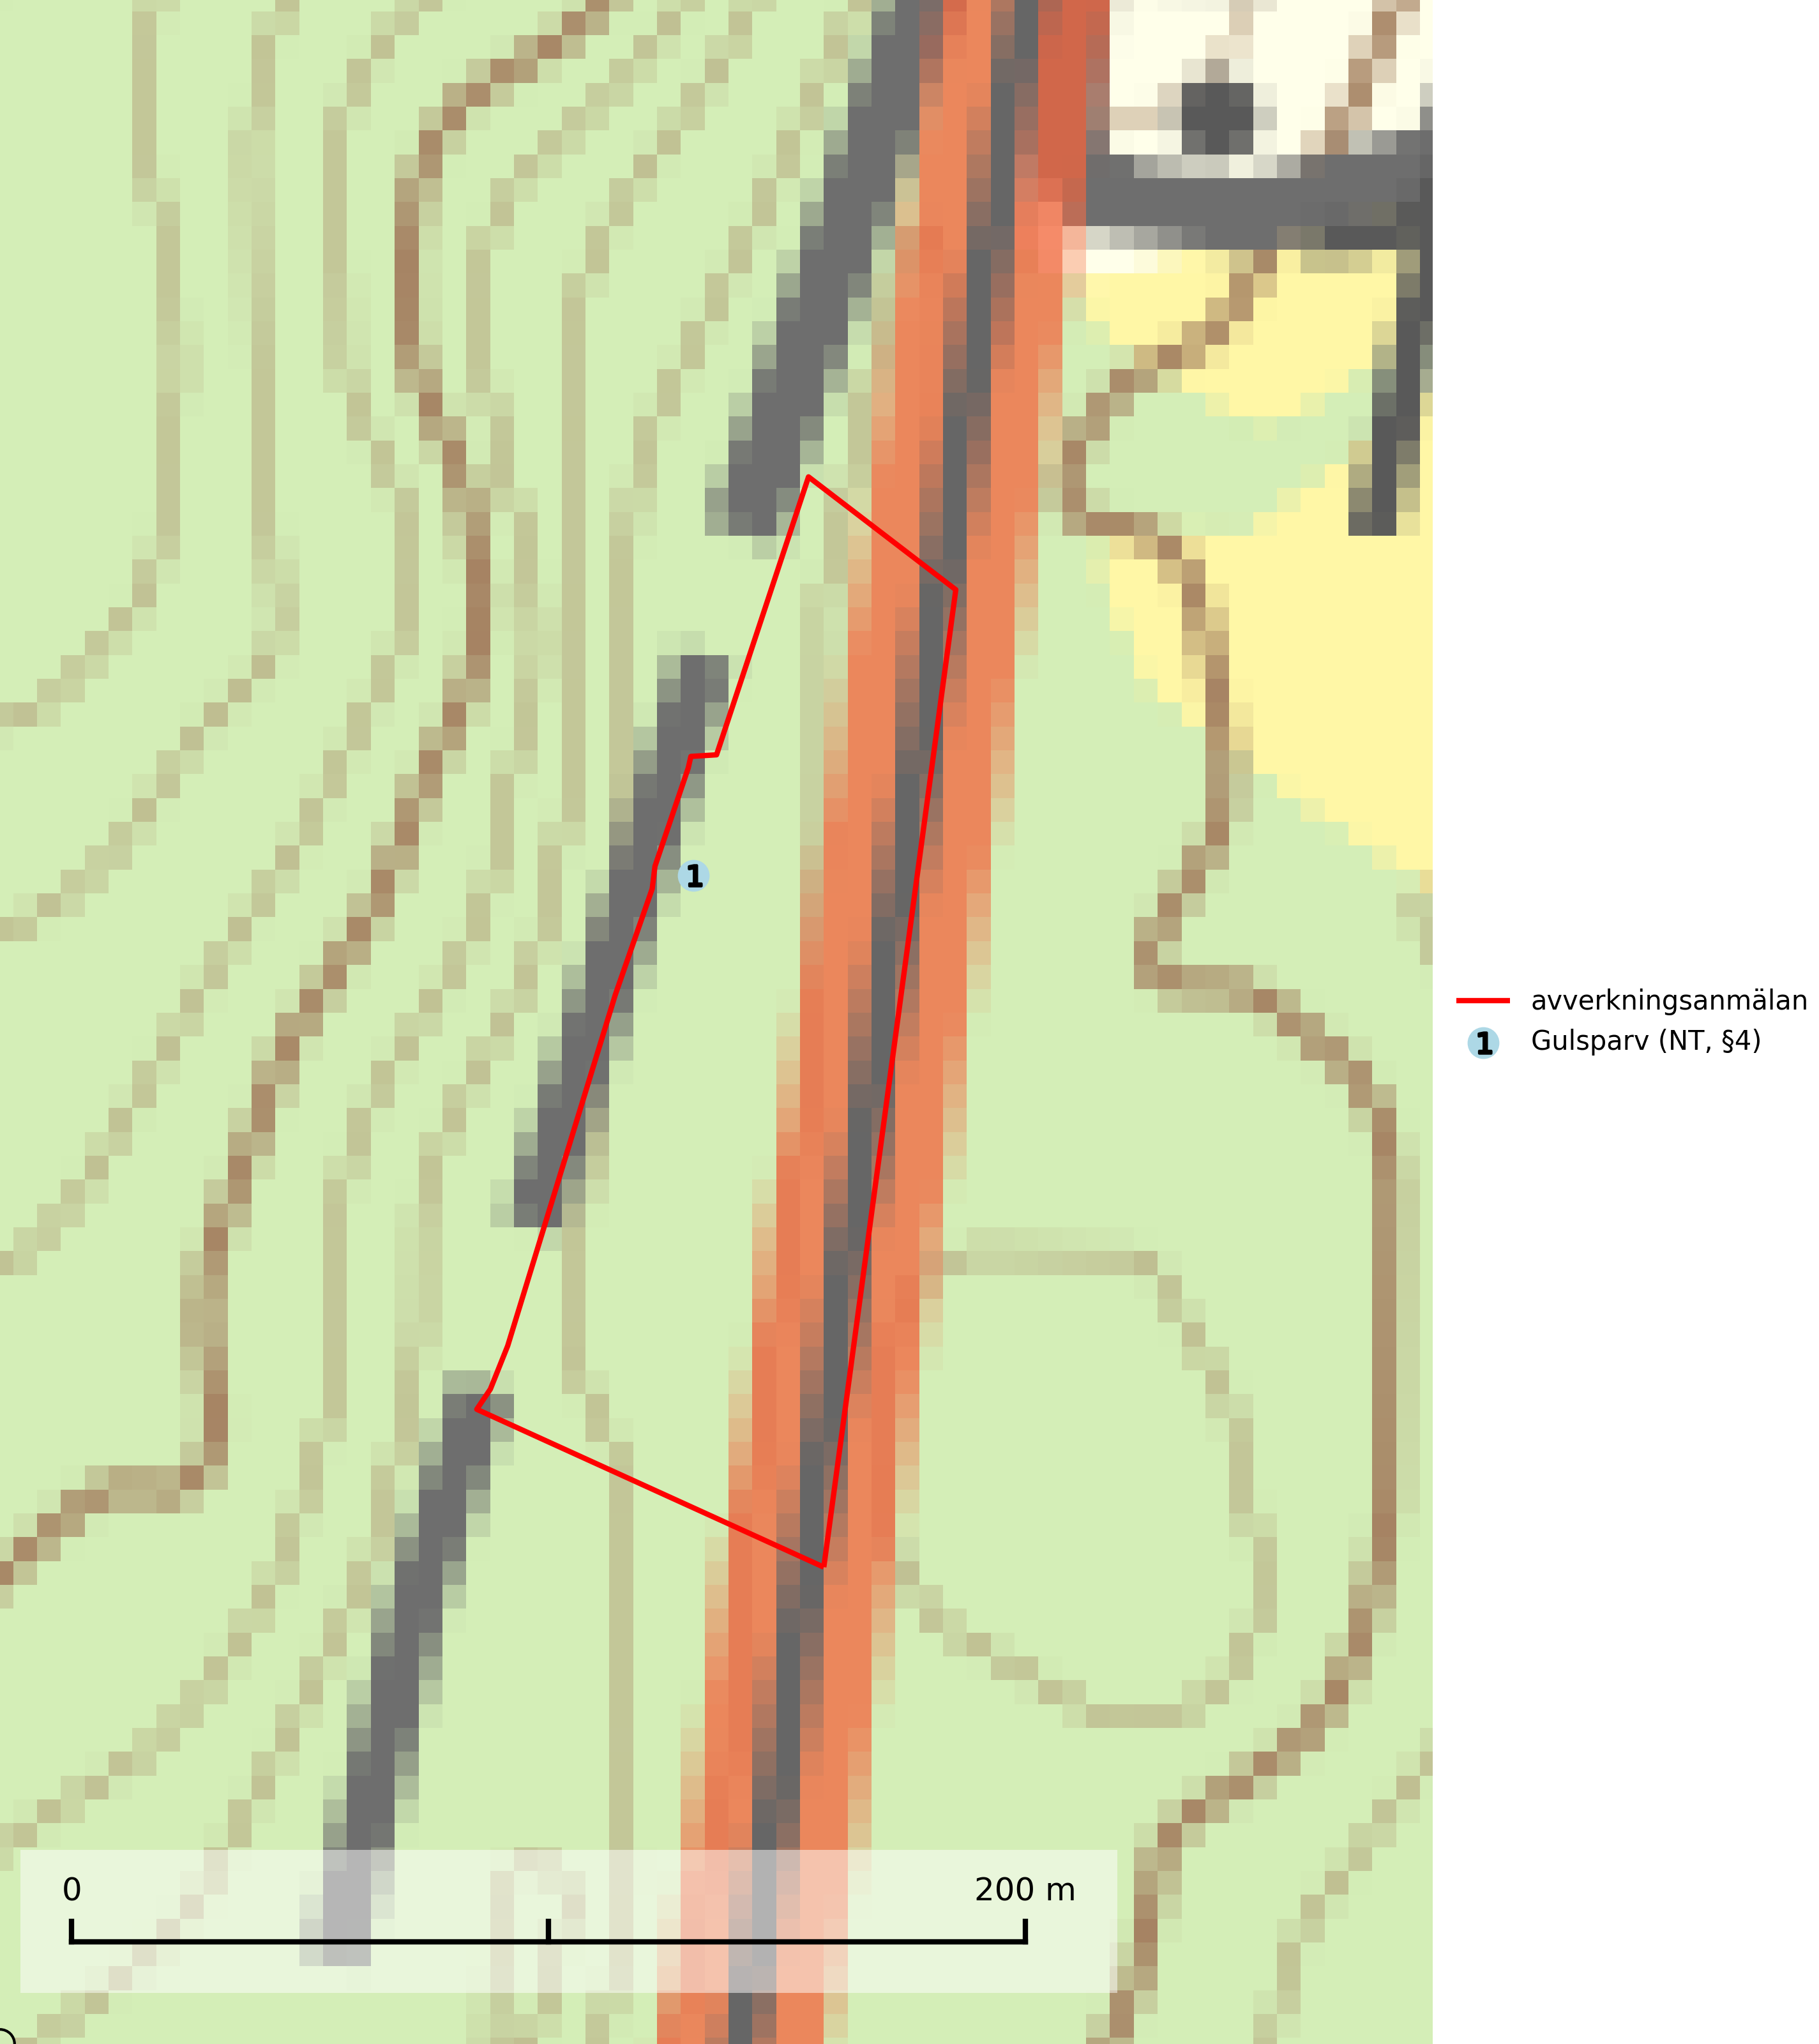 1
avverkningsanmälan
1 Gulsparv (NT, §4)
0 200 m